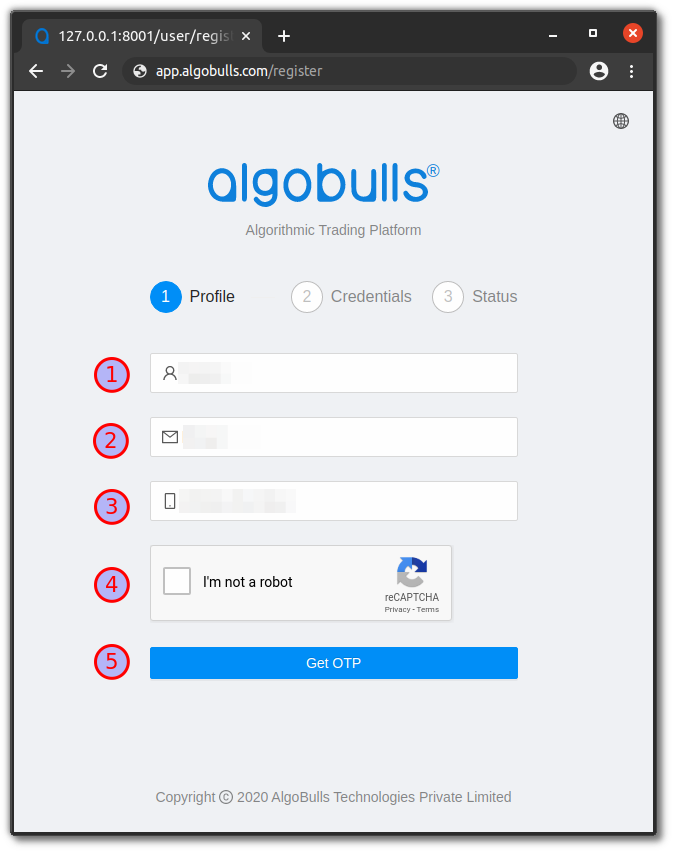 127.0.0.1:8001/user/regis
app.algobulls.com/register
algobulls®
Algorithmic Trading Platform
1 Profile 2 Credentials 3 Status
1
2
3
4 I'm not a robot
reCAPTCHA
Privacy - Terms
5 Get OTP
Copyright © 2020 AlgoBulls Technologies Private Limited